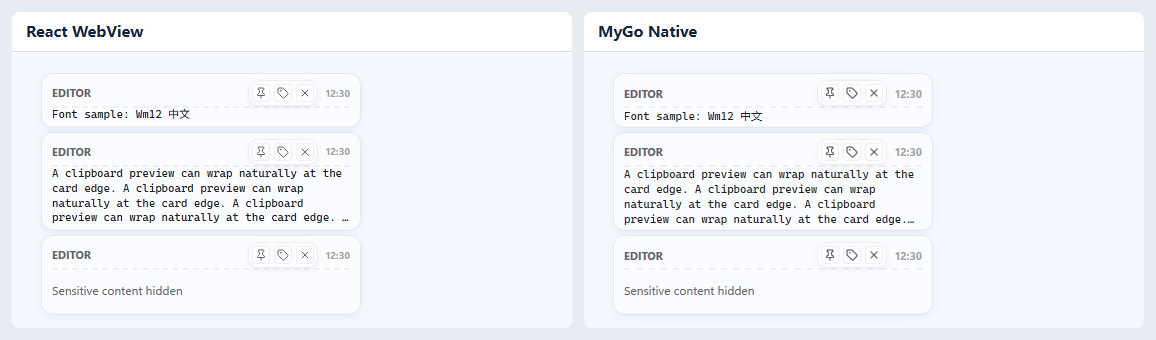 React WebView
EDITOR 12:30
Font sample: Wm12 中文
EDITOR 12:30
A clipboard preview can wrap naturally at the
card edge. A clipboard preview can wrap
naturally at the card edge. A clipboard
preview can wrap naturally at the card edge. …
EDITOR 12:30
Sensitive content hidden
MyGo Native
EDITOR 12:30
Font sample: Wm12 中文
EDITOR 12:30
A clipboard preview can wrap naturally at the
card edge. A clipboard preview can wrap
naturally at the card edge. A clipboard
preview can wrap naturally at the card edge.…
EDITOR 12:30
Sensitive content hidden